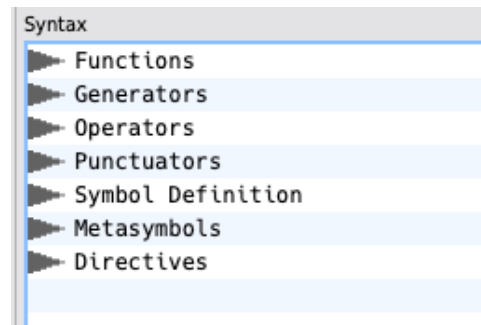 Syntax
Functions
Generators
Operators
Punctuators
Symbol Definition
Metasymbols
Directives